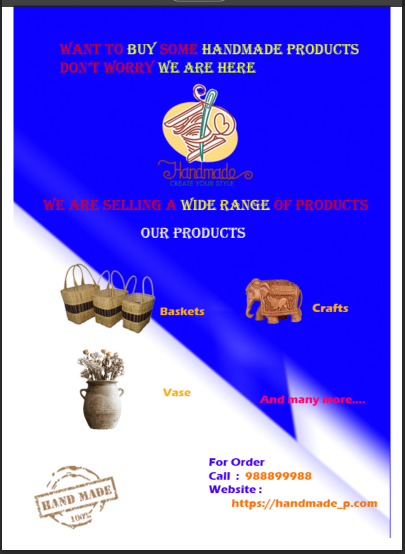 WANT TO BUY SOME HANDMADE PRODUCTS
DON'T WORRY WE ARE HERE
Handmade
CREATE YOUR STYLE
WE ARE SELLING A WIDE RANGE OF PRODUCTS
OUR PRODUCTS
Baskets
Crafts
Vase
And many more....
For Order
Call : 988899988
Website :
https://handmade_p.com
HAND MADE
100%